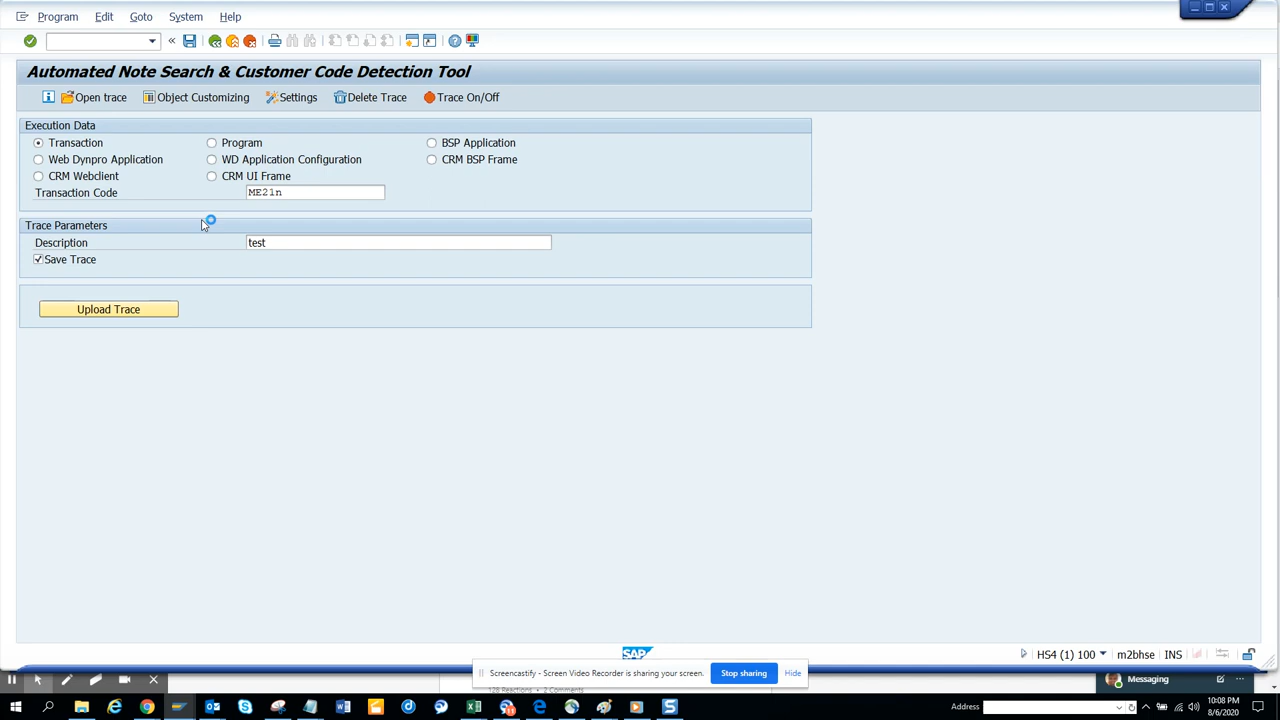 Program Edit Goto System Help
Automated Note Search & Customer Code Detection Tool
Open trace Object Customizing Settings Delete Trace Trace On/Off
Execution Data
Transaction Program BSP Application
Web Dynpro Application WD Application Configuration CRM BSP Frame
CRM Webclient CRM UI Frame
Transaction Code ME21n
Trace Parameters
Description test
Save Trace
Upload Trace
SAP HS4 (1) 100 m2bhse INS
Screencastify - Screen Video Recorder is sharing your screen. Stop sharing Hide
Messaging
128 Reactions • 2 Comments
Address 10:08 PM
8/6/2020